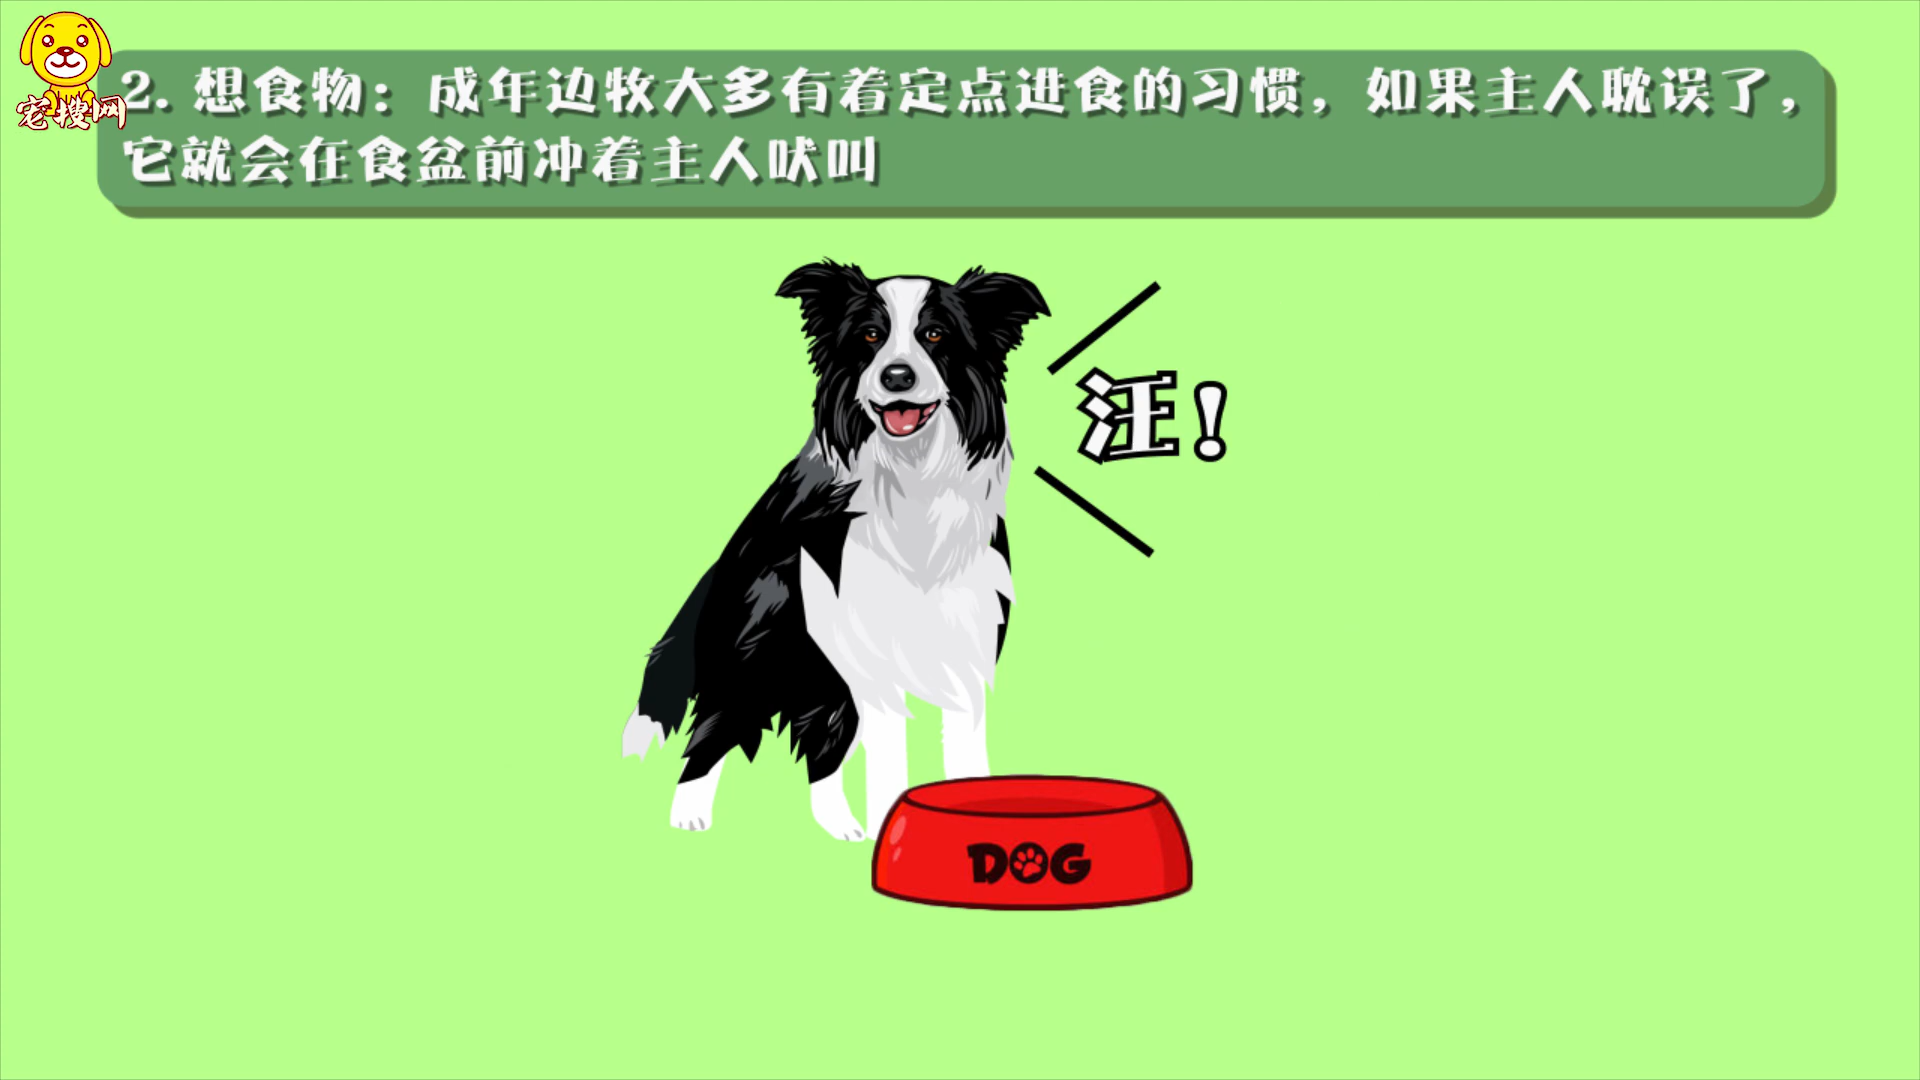 宠搜网
2. 想食物：成年边牧大多有着定点进食的习惯，如果主人耽误了，
它就会在食盆前冲着主人吠叫
汪！
DOG